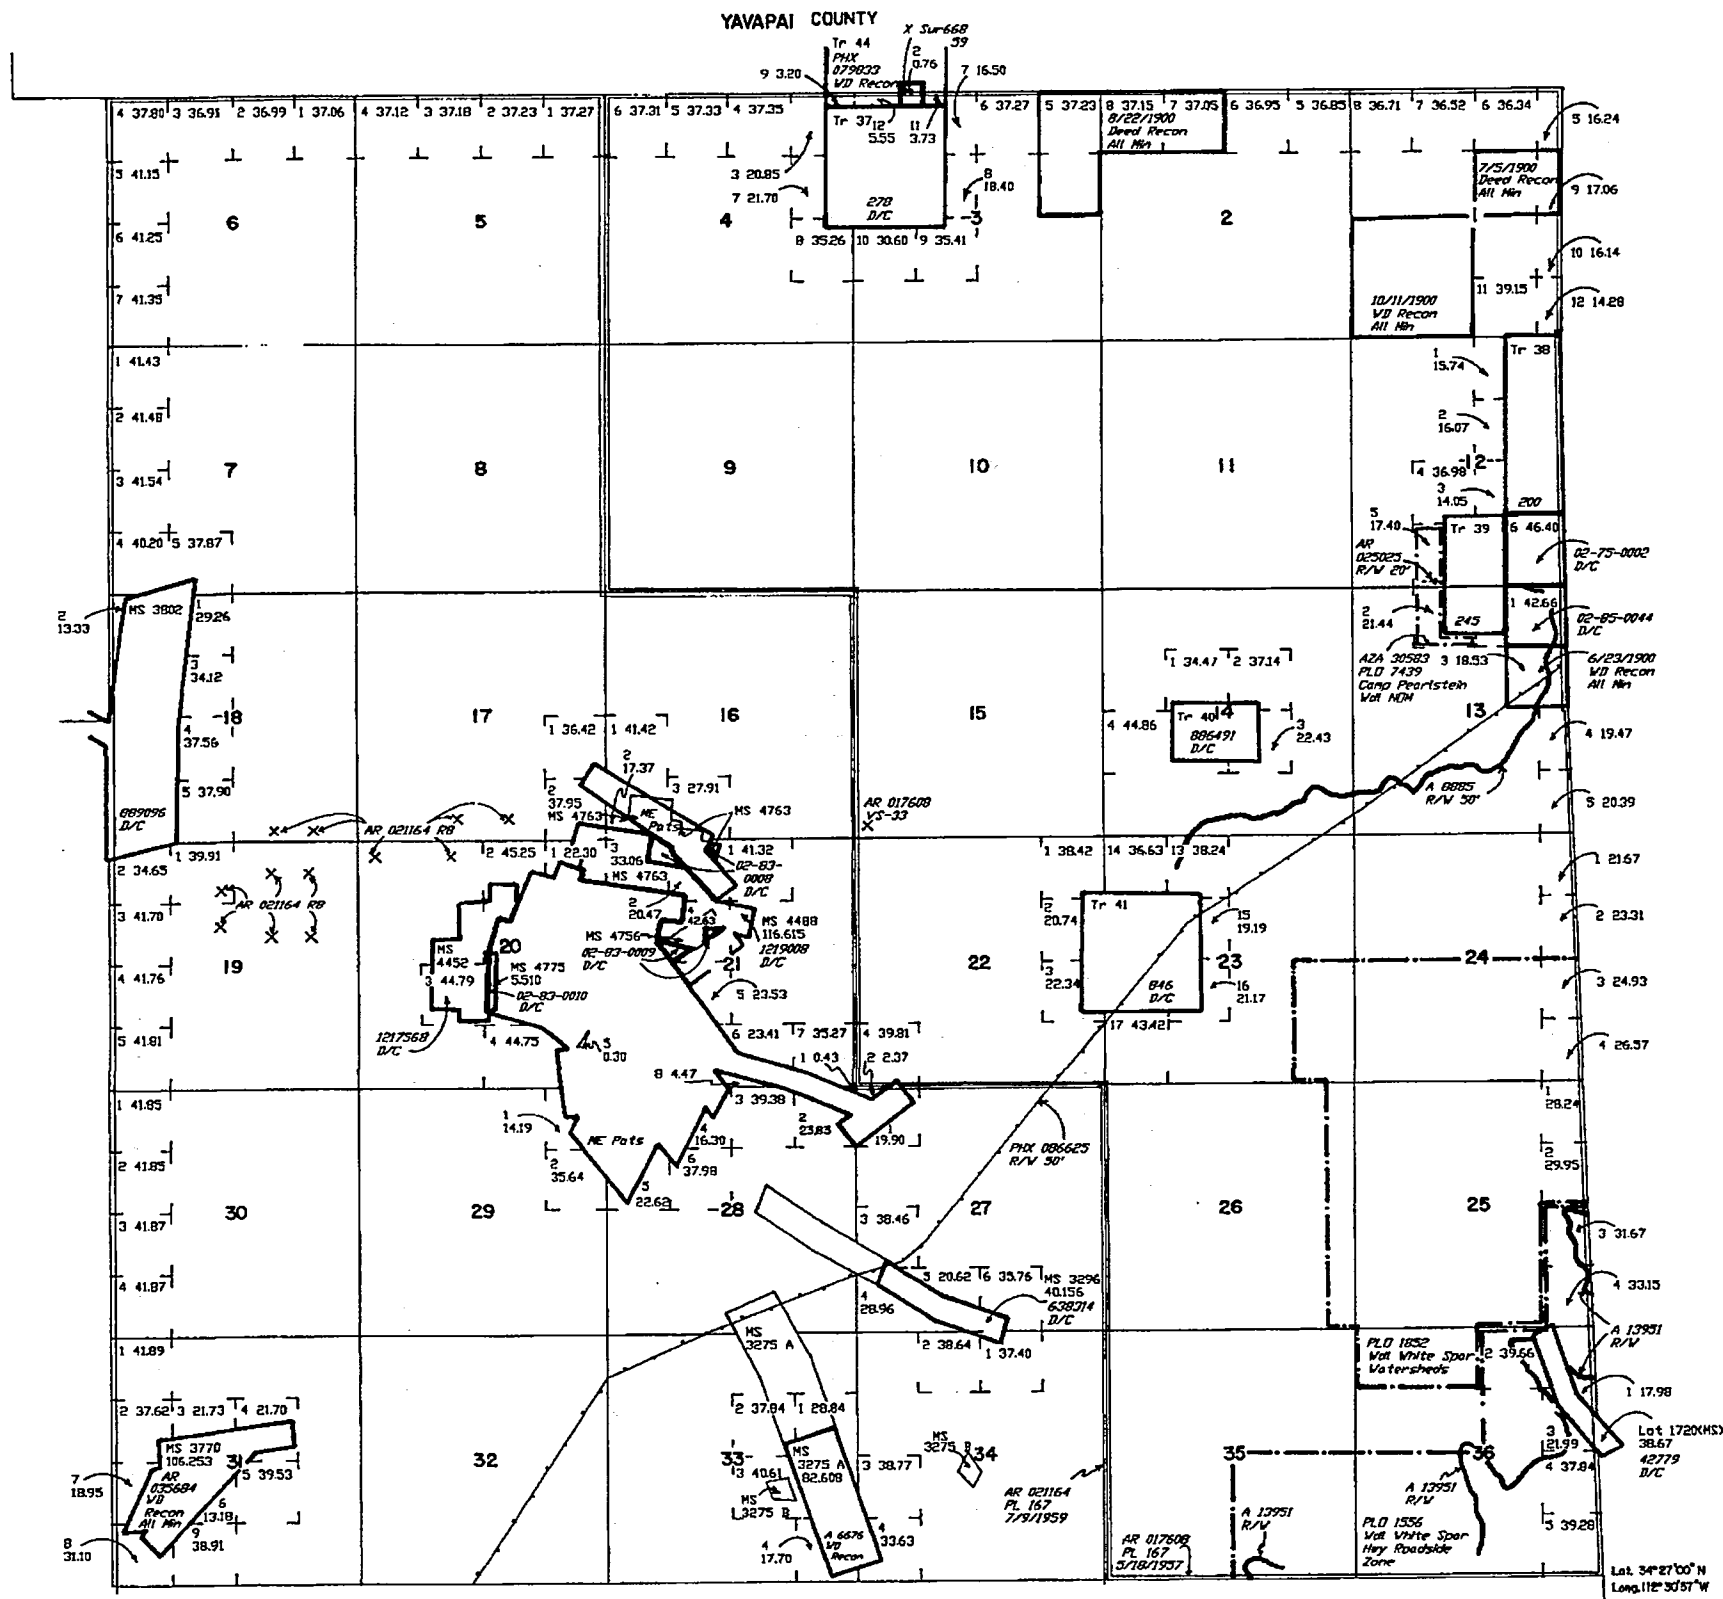 YAVAPAI COUNTY
X Sur668
59
Tr 44
PHX
079833
WD Recon
2
0.76
9 3.20
7 16.50
4 37.80
3 36.91
2 36.99
1 37.06
4 37.12
3 37.18
2 37.23
1 37.27
6 37.31
5 37.33
4 37.35
Tr 37
12
5.55
11
3.73
6 37.27
5 37.23
8 37.15
7 37.05
6 36.95
5 36.85
8 36.71
7 36.52
6 36.34
5 16.24
8/22/1900
Deed Recon
All Min
5 41.15
3 20.85
7 21.70
8
18.40
7/5/1900
Deed Recon
All Min
9 17.06
278
D/C
6
5
4
3
2
6 41.25
8 35.26
10 30.60
9 35.41
10 16.14
7 41.35
11 39.15
12 14.28
10/11/1900
WD Recon
All Min
1 41.43
1
15.74
Tr 38
2 41.48
2
16.07
7
8
9
10
11
12
3 41.54
4 36.98
3
14.05
200
4 40.20
5 37.87
5
17.40
Tr 39
6 46.40
AR
025025
R/W 20'
02-75-0002
D/C
2
13.33
MS 3802
1
29.26
1 42.66
02-85-0044
D/C
2
21.44
245
3
34.12
1 34.47
2 37.14
AZA 30583
PLO 7439
Camp Pearlstein
Wdl NOM
3 18.53
6/23/1900
WD Recon
All Min
18
17
16
15
14
13
4
37.56
1 36.42
1 41.42
4 44.86
Tr 40
886491
D/C
3
22.43
4 19.47
5 37.90
2
17.37
3 27.91
2
37.95
MS 4763
ME
Pats
MS 4763
AR 017608
VS-33
A 8885
R/W 50'
5 20.39
889096
D/C
AR 021164 RB
1 39.91
2 34.65
2 45.25
1 22.30
3
33.06
1 41.32
02-83-
0008
D/C
MS 4763
1 38.42
14 36.63
13 38.24
1 21.67
3 41.70
AR 021164 RB
2
20.47
4
42.63
MS 4488
116.615
1219008
D/C
2
20.74
Tr 41
15
19.19
2 23.31
MS 4756
02-83-0009
D/C
19
20
21
22
23
24
MS
4452
3 44.79
MS 4775
5.510
02-83-0010
D/C
4 41.76
5 23.53
3
22.34
846
D/C
16
21.17
3 24.93
5 41.81
1217568
D/C
4 44.75
5
0.30
6 23.41
7 35.27
4 39.81
17 43.42
1 0.43
2 2.37
4 26.57
8 4.47
1 41.85
3 39.38
1
28.24
1
14.19
2
23.83
1
19.90
4
16.30
2 41.85
ME Pats
2
35.64
6
37.98
5
22.62
PHX 086625
R/W 50'
2
29.95
30
29
28
27
26
25
3 41.87
3 38.46
3 31.67
4 41.87
5 20.62
6 35.76
MS 3296
40.156
638314
D/C
4
28.96
4 33.15
1 41.89
MS
3275 A
2 38.64
1 37.40
PLO 1852
Wdl White Spar
Watersheds
2 39.66
A 13951
R/W
1 17.98
2 37.62
3 21.73
4 21.70
2 37.84
1 28.84
MS 3770
106.253
AR
035684
WD
Recon
All Min
31
32
33
34
35
36
5 39.53
MS
3275 A
82.608
3 38.77
MS
3275 B
3
21.99
4 37.84
Lot 1720(MS)
38.67
42779
D/C
7
18.95
3 40.61
MS
3275 B
6
13.18
9
38.91
8
31.10
AR 021164
PL 167
7/9/1959
A 13951
R/W
A 13951
R/W
A 6676
WD
Recon
4
33.63
4
17.70
AR 017608
PL 167
5/18/1957
PLO 1556
Wdl White Spar
Hwy Roadside
Zone
5 39.28
Lat. 34°27'00" N
Long.112°30'57" W